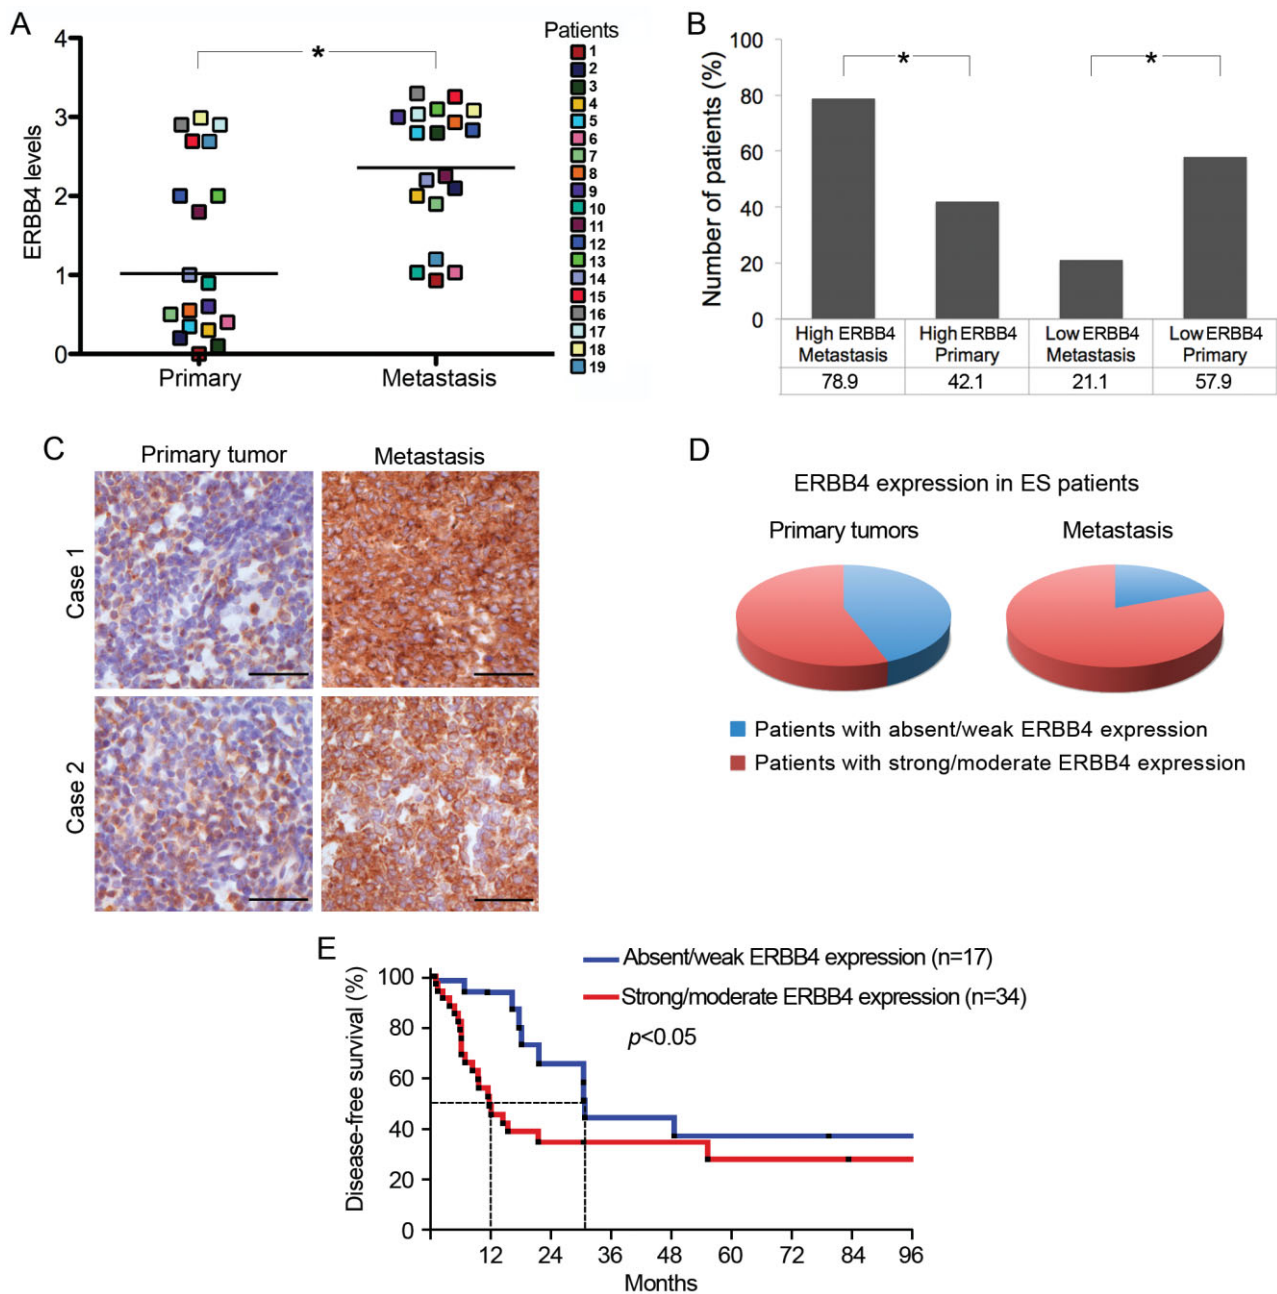 A
ERBB4 levels
4
3
2
1
0
*
Primary
Metastasis
Patients
1
2
3
4
5
6
7
8
9
10
11
12
13
14
15
16
17
18
19
B
Number of patients (%)
100
80
60
40
20
0
*
*
High ERBB4 Metastasis
High ERBB4 Primary
Low ERBB4 Metastasis
Low ERBB4 Primary
78.9
42.1
21.1
57.9
C
Primary tumor
Metastasis
Case 1
Case 2
D
ERBB4 expression in ES patients
Primary tumors
Metastasis
Patients with absent/weak ERBB4 expression
Patients with strong/moderate ERBB4 expression
E
Absent/weak ERBB4 expression (n=17)
Strong/moderate ERBB4 expression (n=34)
p<0.05
Disease-free survival (%)
100
80
60
40
20
0
12
24
36
48
60
72
84
96
Months